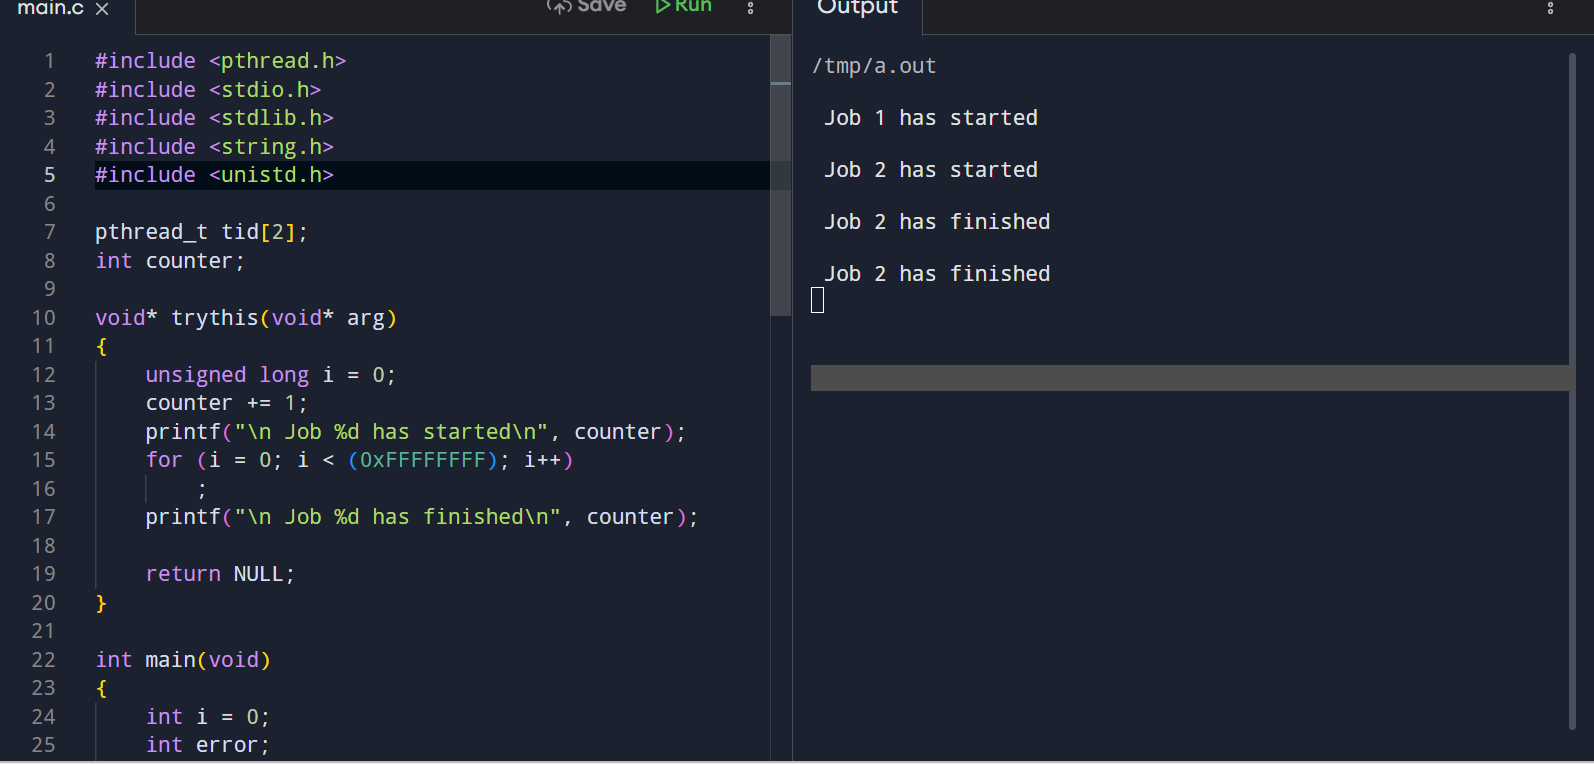 main.c ×
Save
Run
Output
1 #include <pthread.h>
2 #include <stdio.h>
3 #include <stdlib.h>
4 #include <string.h>
5 #include <unistd.h>
6
7 pthread_t tid[2];
8 int counter;
9
10 void* trythis(void* arg)
11 {
12     unsigned long i = 0;
13     counter += 1;
14     printf("\n Job %d has started\n", counter);
15     for (i = 0; i < (0xFFFFFFFF); i++)
16         ;
17     printf("\n Job %d has finished\n", counter);
18
19     return NULL;
20 }
21
22 int main(void)
23 {
24     int i = 0;
25     int error;
/tmp/a.out
Job 1 has started
Job 2 has started
Job 2 has finished
Job 2 has finished